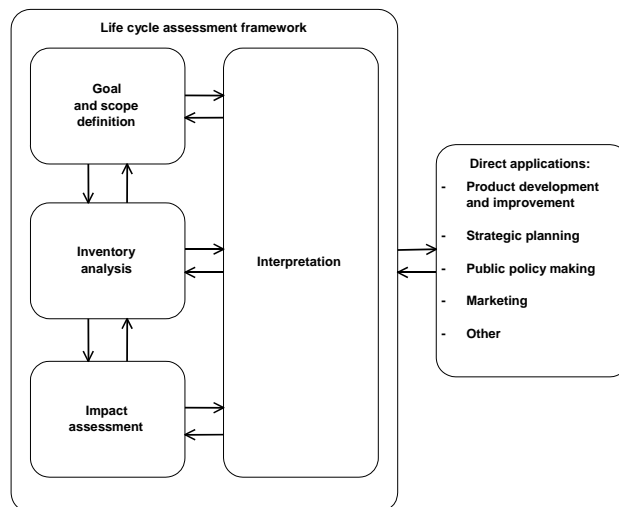 Life cycle assessment framework
Goal
and scope
definition
Inventory
analysis
Impact
assessment
Interpretation
Direct applications:
- Product development
and improvement
- Strategic planning
- Public policy making
- Marketing
- Other